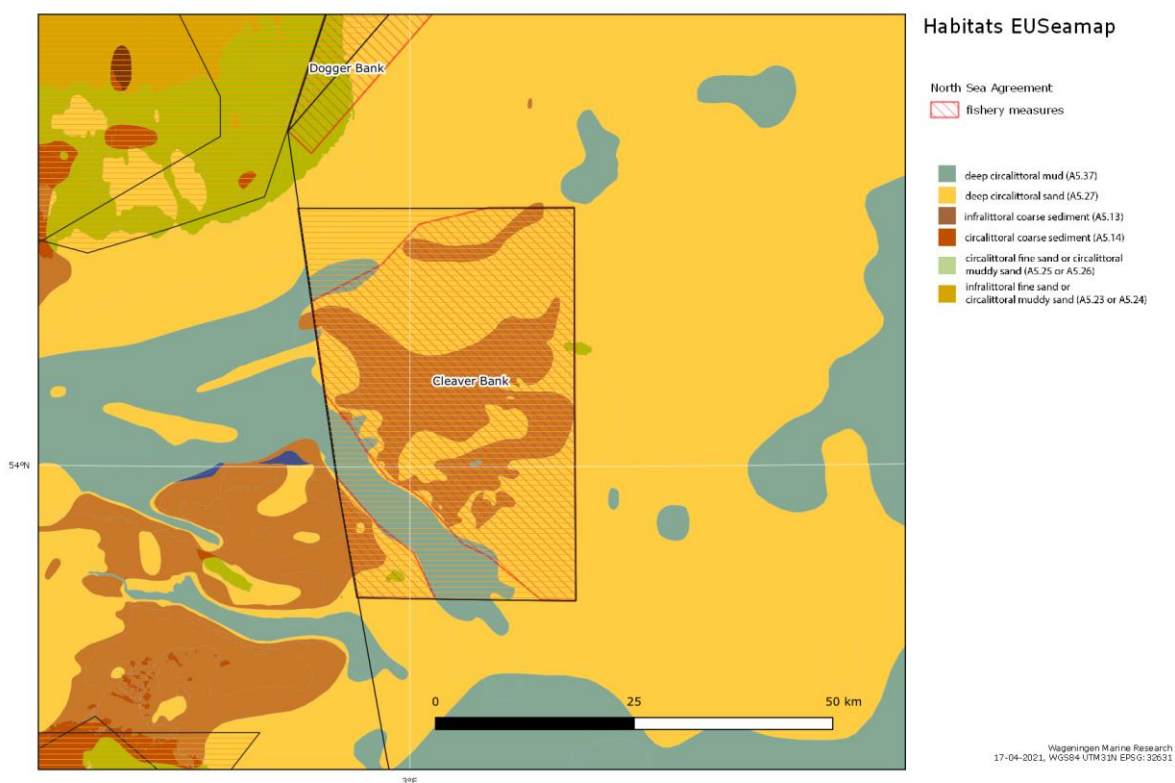 Habitats EUSeamap
North Sea Agreement
fishery measures
deep circalittoral mud (A5.37)
deep circalittoral sand (A5.27)
infralittoral coarse sediment (A5.13)
circalittoral coarse sediment (A5.14)
circalittoral fine sand or circalittoral
muddy sand (A5.25 or A5.26)
infralittoral fine sand or
circalittoral muddy sand (A5.23 or A5.24)
Dogger Bank
Cleaver Bank
54°N
0 25 50 km
3°E
Wageningen Marine Research
17-04-2021, WGS84 UTM31N EPSG:32631